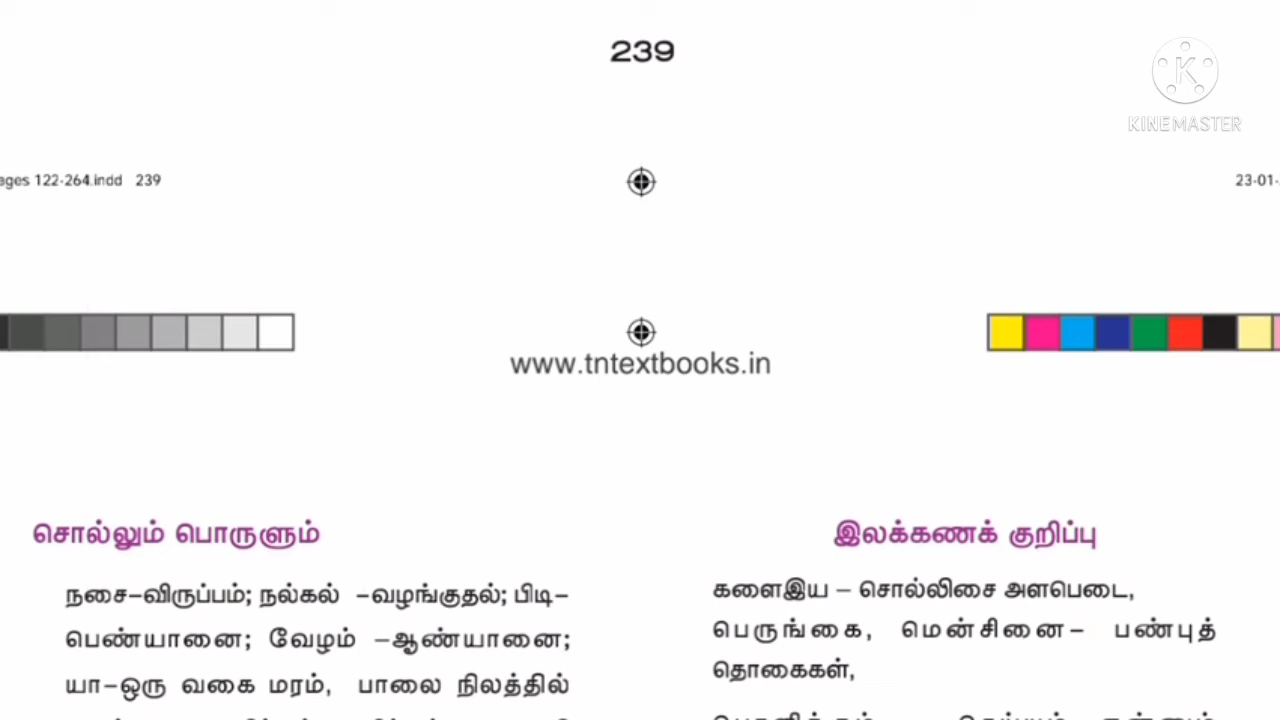 239
KINEMASTER
ages 122-264.indd 239
23-01-
www.tntextbooks.in
சொல்லும் பொருளும்
நசை–விருப்பம்; நல்கல் –வழங்குதல்; பிடி–
பெண்யானை; வேழம் –ஆண்யானை;
யா–ஒரு வகை மரம், பாலை நிலத்தில்
இலக்கணக் குறிப்பு
களைஇய – சொல்லிசை அளபெடை,
பெருங்கை, மென்சினை– பண்புத்
தொகைகள்,